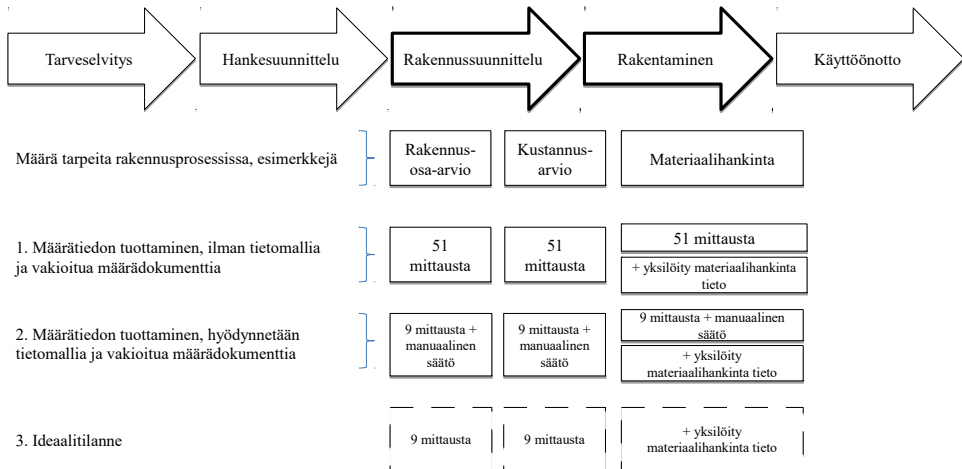 Tarveselvitys
Hankesuunnittelu
Rakennussuunnittelu
Rakentaminen
Käyttöönotto
Määrä tarpeita rakennusprosessissa, esimerkkejä
Rakennus-
osa-arvio
Kustannus-
arvio
Materiaalihankinta
1. Määrätiedon tuottaminen, ilman tietomallia
ja vakioitua määrädokumenttia
51
mittausta
51
mittausta
51 mittausta
+ yksilöity materiaalihankinta
tieto
2. Määrätiedon tuottaminen, hyödynnetään
tietomallia ja vakioitua määrädokumenttia
9 mittausta +
manuaalinen
säätö
9 mittausta +
manuaalinen
säätö
9 mittausta + manuaalinen
säätö
+ yksilöity
materiaalihankinta tieto
3. Ideaalitilanne
9 mittausta
9 mittausta
+ yksilöity
materiaalihankinta tieto